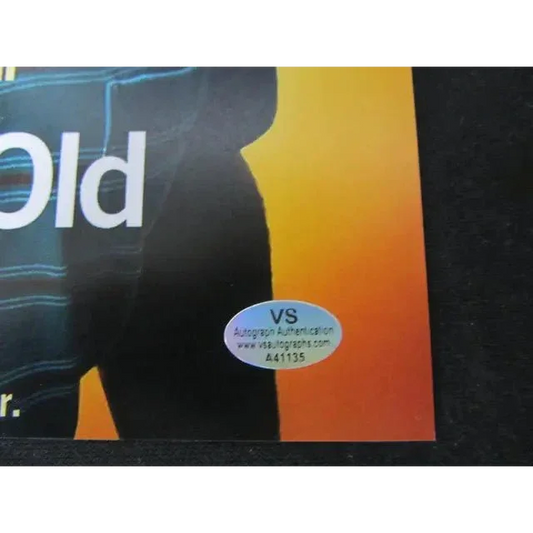 Old
r.
VS
Autograph Authentication
www.vsautographs.com
A41135